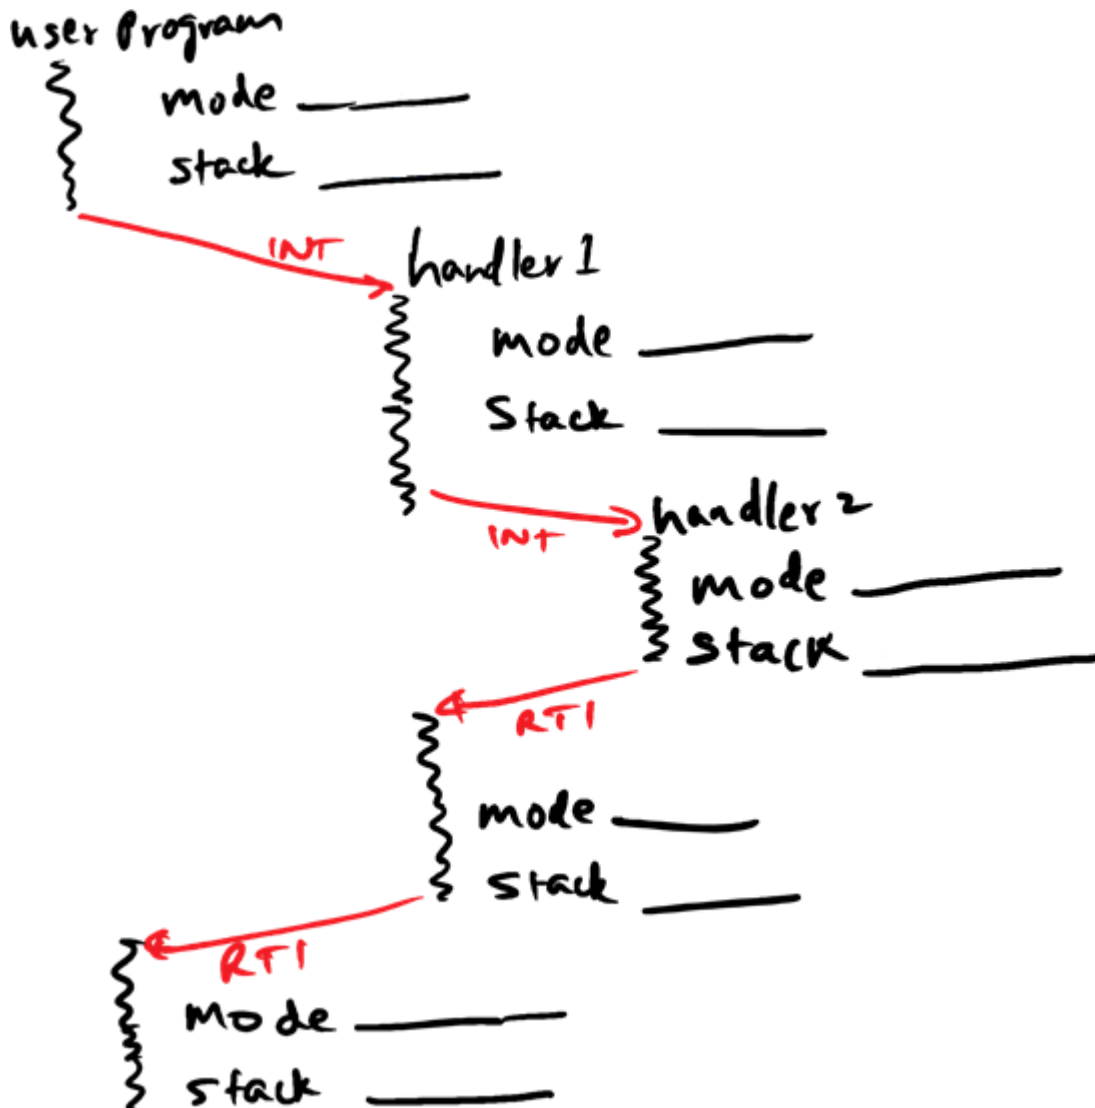 user Program
mode
stack
INT
handler 1
mode
Stack
INT
handler 2
mode
stack
RTI
mode
stack
RTI
mode
stack